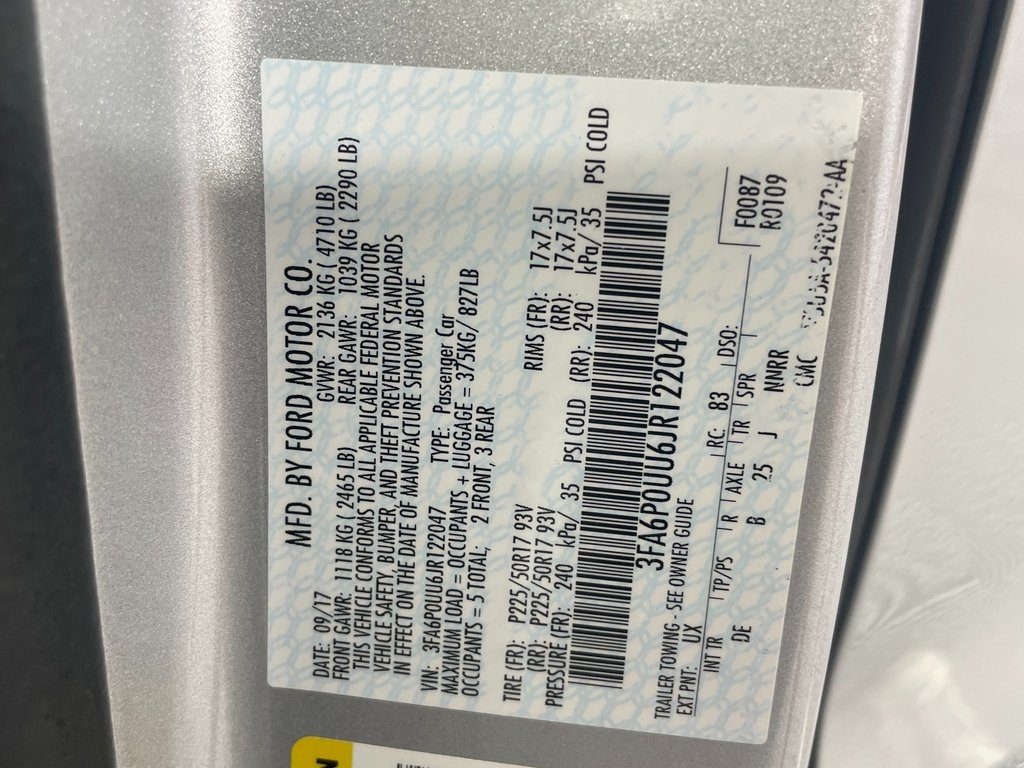 MFD. BY FORD MOTOR CO.
DATE: 09/17 GVWR: 2136 KG ( 4710 LB)
FRONT GAWR: 1118 KG ( 2465 LB) REAR GAWR: 1039 KG ( 2290 LB)
THIS VEHICLE CONFORMS TO ALL APPLICABLE FEDERAL MOTOR
VEHICLE SAFETY, BUMPER, AND THEFT PREVENTION STANDARDS
IN EFFECT ON THE DATE OF MANUFACTURE SHOWN ABOVE.
VIN: 3FA6P0UU6JR122047 TYPE: Passenger Car
MAXIMUM LOAD = OCCUPANTS + LUGGAGE = 375KG/ 827LB
OCCUPANTS = 5 TOTAL; 2 FRONT, 3 REAR
TIRE (FR): P225/50R17 93V RIMS (FR): 17x7.5J
(RR): P225/50R17 93V (RR): 17x7.5J
PRESSURE (FR): 240 kPa/ 35 PSI COLD (RR): 240 kPa/ 35 PSI COLD
3FA6P0UU6JR122047
TRAILER TOWING - SEE OWNER GUIDE
EXT PNT: UX RC: 83 DSO: F0087
INT TR TP/PS R AXLE TR SPR R0109
DE B 25 J NNRR
CMC
N